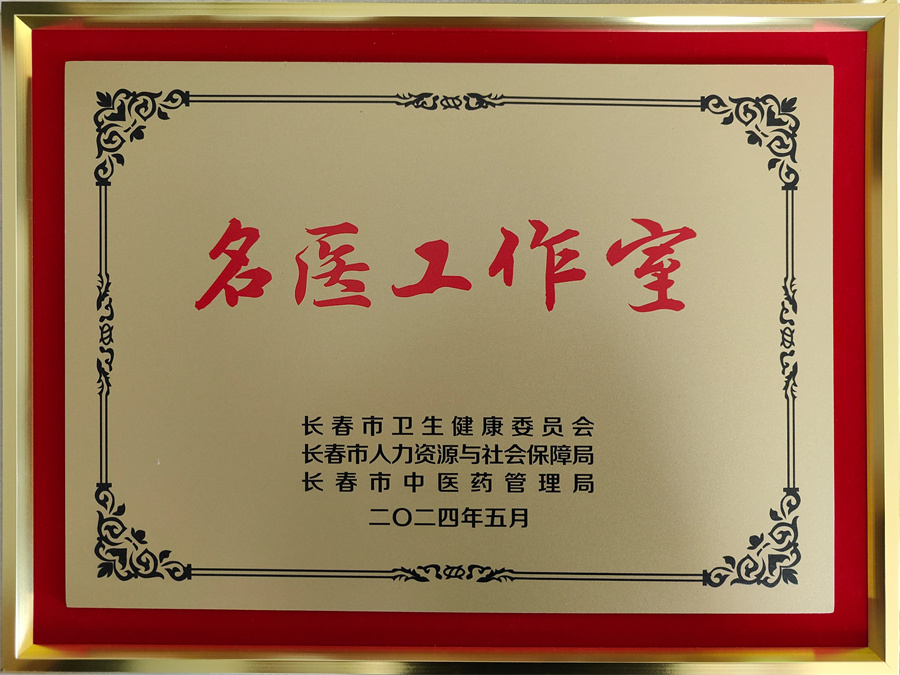 名医工作室
长春市卫生健康委员会
长春市人力资源与社会保障局
长春市中医药管理局
二〇二四年五月